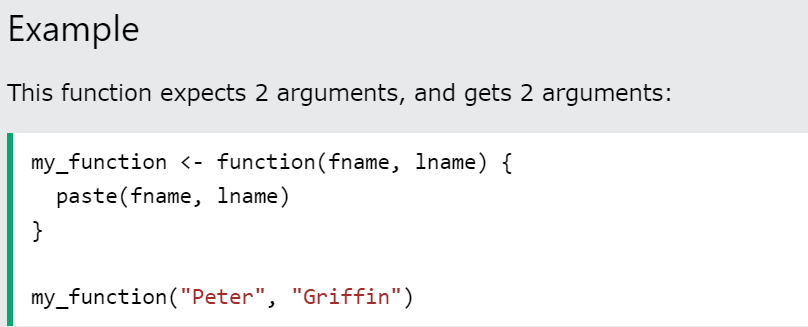 Example
This function expects 2 arguments, and gets 2 arguments:
my_function <- function(fname, lname) {
  paste(fname, lname)
}
my_function("Peter", "Griffin")